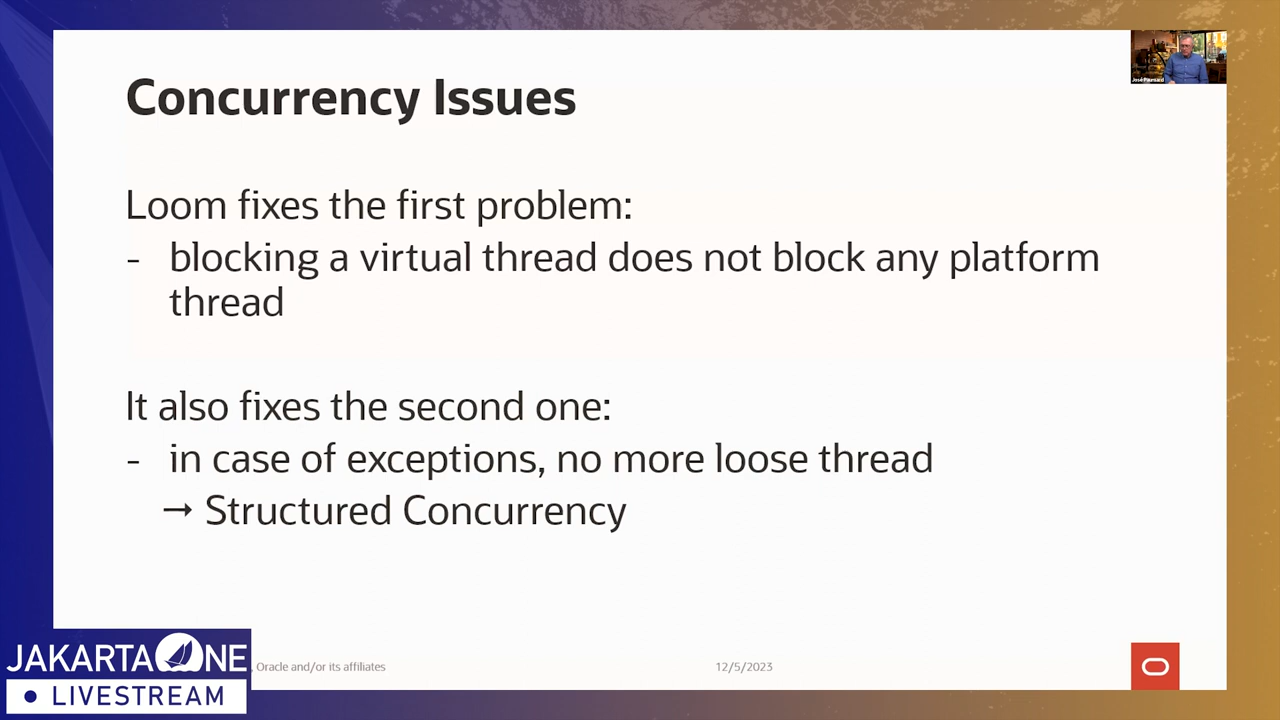 José Paumard
Concurrency Issues
Loom fixes the first problem:
- blocking a virtual thread does not block any platform
thread
It also fixes the second one:
- in case of exceptions, no more loose thread
→ Structured Concurrency
JAKARTA ONE
LIVESTREAM
, Oracle and/or its affiliates
12/5/2023